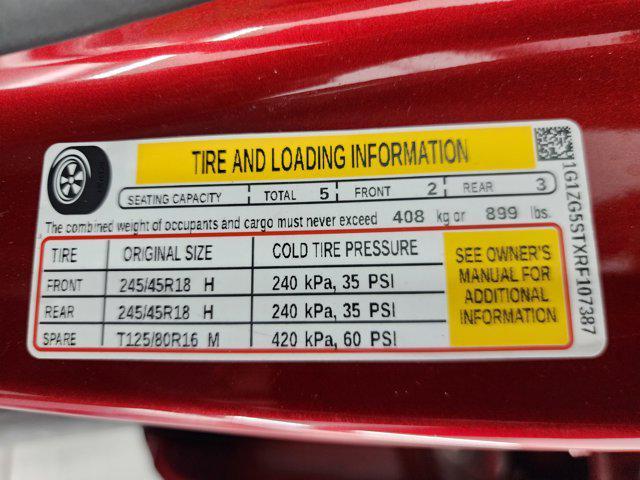 TIRE AND LOADING INFORMATION
SEATING CAPACITY TOTAL 5 FRONT 2 REAR 3
The combined weight of occupants and cargo must never exceed 408 kg or 899 lbs.
TIRE ORIGINAL SIZE COLD TIRE PRESSURE
FRONT 245/45R18 H 240 kPa, 35 PSI
REAR 245/45R18 H 240 kPa, 35 PSI
SPARE T125/80R16 M 420 kPa, 60 PSI
SEE OWNER'S
MANUAL FOR
ADDITIONAL
INFORMATION
1G1ZG5STXRF107387